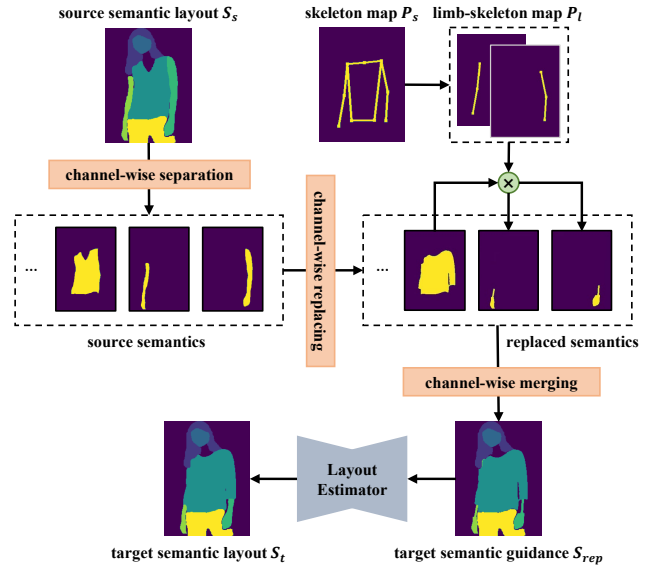 source semantic layout S_s
skeleton map P_s
limb-skeleton map P_l
channel-wise separation
channel-wise replacing
...
...
source semantics
replaced semantics
channel-wise merging
Layout
Estimator
target semantic layout S_t
target semantic guidance S_rep